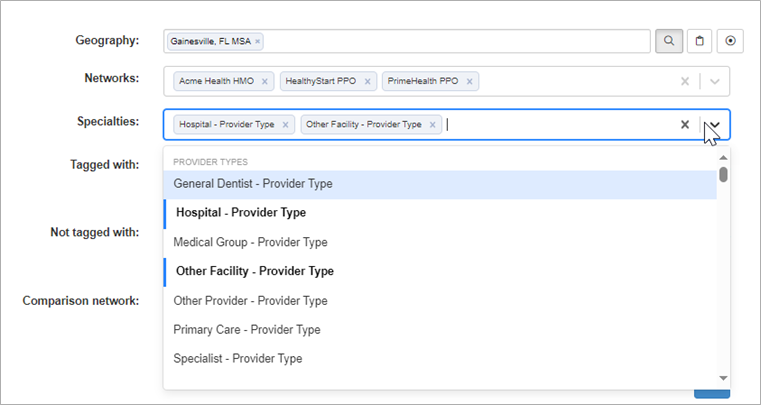 Geography: Gainesville, FL MSA ×
Networks: Acme Health HMO × HealthyStart PPO × PrimeHealth PPO ×
Specialties: Hospital - Provider Type × Other Facility - Provider Type ×
Tagged with:
Not tagged with:
Comparison network:
PROVIDER TYPES
General Dentist - Provider Type
Hospital - Provider Type
Medical Group - Provider Type
Other Facility - Provider Type
Other Provider - Provider Type
Primary Care - Provider Type
Specialist - Provider Type